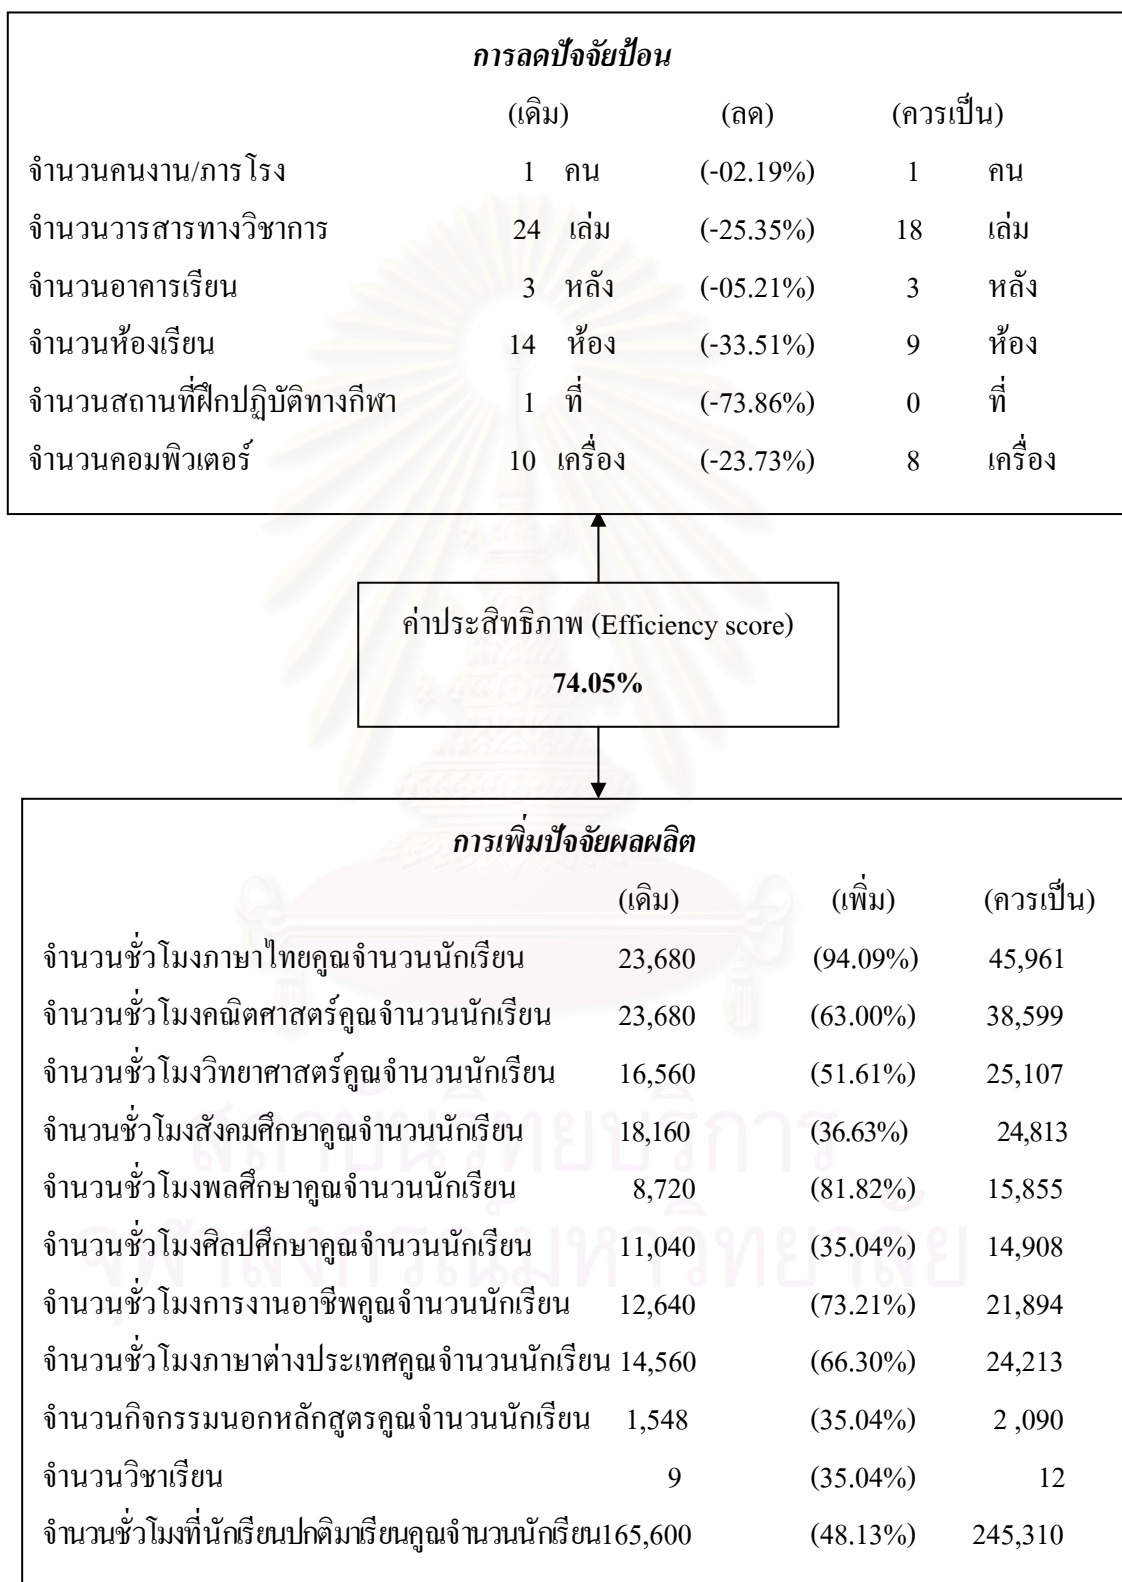 การลดปัจจัยป้อน
(เดิม) (ลด) (ควรเป็น)
จำนวนคนงาน/ภารโรง 1 คน (-02.19%) 1 คน
จำนวนวารสารทางวิชาการ 24 เล่ม (-25.35%) 18 เล่ม
จำนวนอาคารเรียน 3 หลัง (-05.21%) 3 หลัง
จำนวนห้องเรียน 14 ห้อง (-33.51%) 9 ห้อง
จำนวนสถานที่ฝึกปฏิบัติทางกีฬา 1 ที่ (-73.86%) 0 ที่
จำนวนคอมพิวเตอร์ 10 เครื่อง (-23.73%) 8 เครื่อง
ค่าประสิทธิภาพ (Efficiency score)
74.05%
การเพิ่มปัจจัยผลผลิต
(เดิม) (เพิ่ม) (ควรเป็น)
จำนวนชั่วโมงภาษาไทยคูณจำนวนนักเรียน 23,680 (94.09%) 45,961
จำนวนชั่วโมงคณิตศาสตร์คูณจำนวนนักเรียน 23,680 (63.00%) 38,599
จำนวนชั่วโมงวิทยาศาสตร์คูณจำนวนนักเรียน 16,560 (51.61%) 25,107
จำนวนชั่วโมงสังคมศึกษาคูณจำนวนนักเรียน 18,160 (36.63%) 24,813
จำนวนชั่วโมงพลศึกษาคูณจำนวนนักเรียน 8,720 (81.82%) 15,855
จำนวนชั่วโมงศิลปศึกษาคูณจำนวนนักเรียน 11,040 (35.04%) 14,908
จำนวนชั่วโมงการงานอาชีพคูณจำนวนนักเรียน 12,640 (73.21%) 21,894
จำนวนชั่วโมงภาษาต่างประเทศคูณจำนวนนักเรียน 14,560 (66.30%) 24,213
จำนวนกิจกรรมนอกหลักสูตรคูณจำนวนนักเรียน 1,548 (35.04%) 2 ,090
จำนวนวิชาเรียน 9 (35.04%) 12
จำนวนชั่วโมงที่นักเรียนปกติมาเรียนคูณจำนวนนักเรียน165,600 (48.13%) 245,310
สถาบันวิทยบริการ
จุฬาลงกรณ์มหาวิทยาลัย